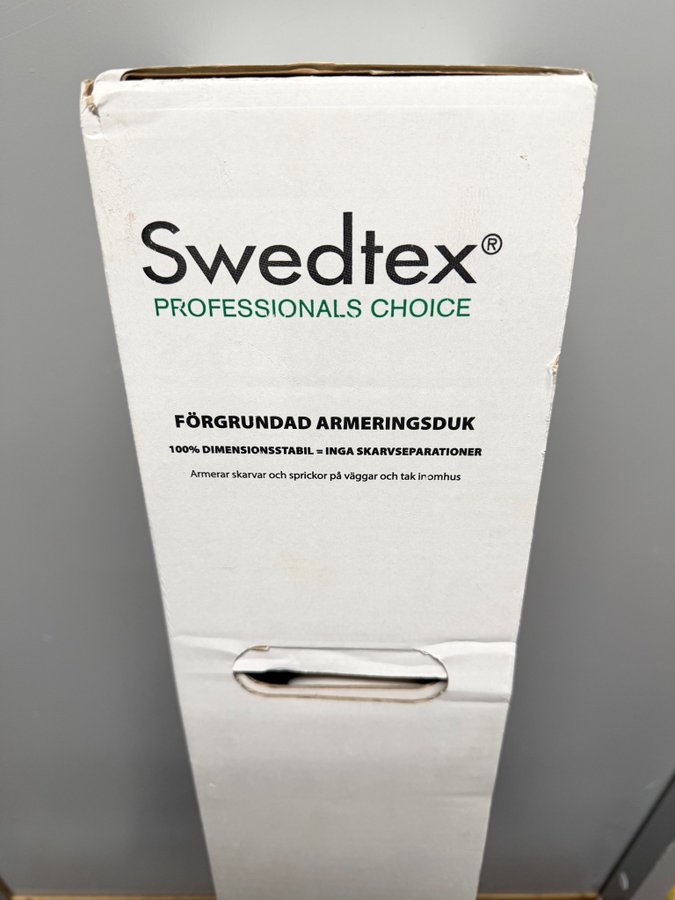 Swedtex®
PROFESSIONALS CHOICE
FÖRGRUNDAD ARMERINGSDUK
100% DIMENSIONSSTABIL = INGA SKARVSEPARATIONER
Armerar skarvar och sprickor på väggar och tak inomhus